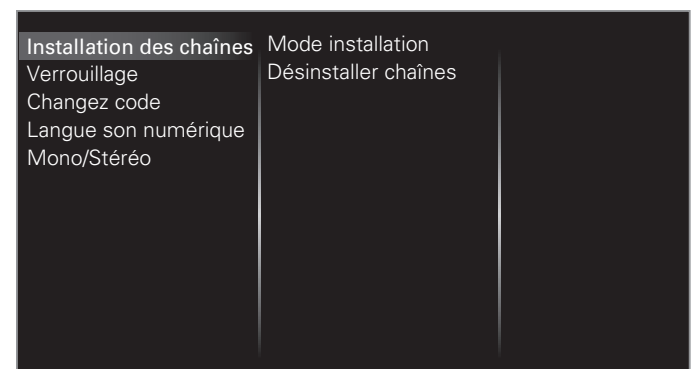 Installation des chaînes
Verrouillage
Changez code
Langue son numérique
Mono/Stéréo
Mode installation
Désinstaller chaînes